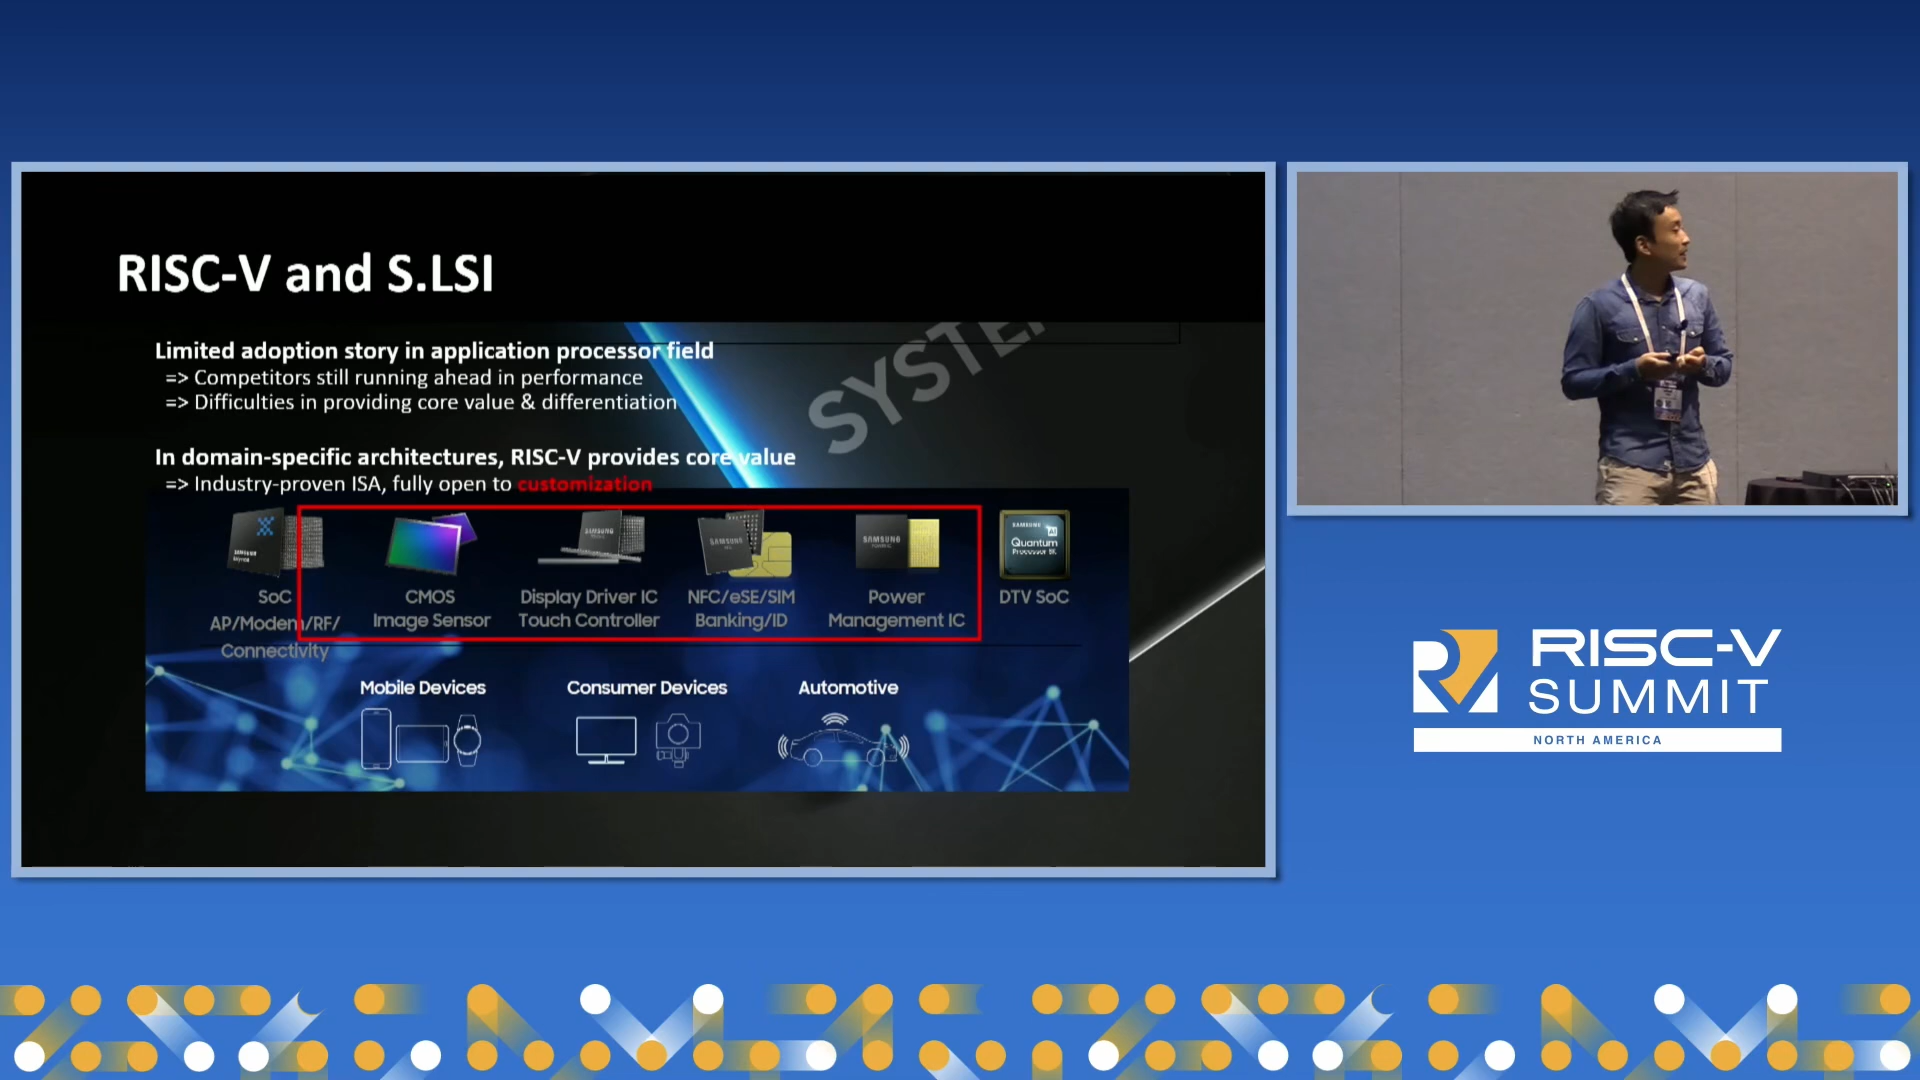 RISC-V and S.LSI
SYSTE
Limited adoption story in application processor field
=> Competitors still running ahead in performance
=> Difficulties in providing core value & differentiation
In domain-specific architectures, RISC-V provides core value
=> Industry-proven ISA, fully open to customization
SAMSUNG
SAMSUNG
SAMSUNG
SAMSUNG
SAMSUNG
AI
Quantum
Processor 8K
SoC
AP/Modem/RF/
Connectivity
CMOS
Image Sensor
Display Driver IC
Touch Controller
NFC/eSE/SIM
Banking/ID
Power
Management IC
DTV SoC
Mobile Devices
Consumer Devices
Automotive
RISC-V
SUMMIT
NORTH AMERICA